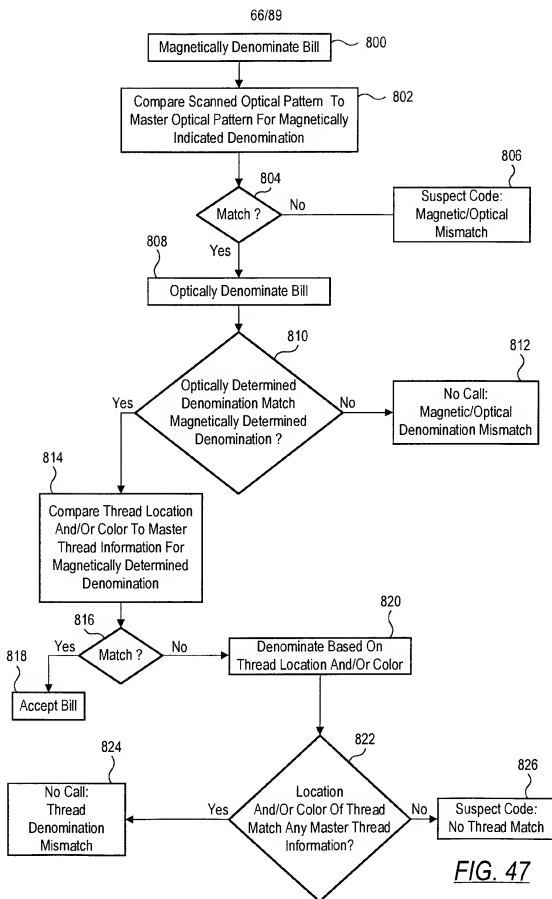 66/89
Magnetically Denominate Bill
800
Compare Scanned Optical Pattern To
Master Optical Pattern For Magnetically
Indicated Denomination
802
804
Match ?
No
Yes
806
Suspect Code:
Magnetic/Optical
Mismatch
808
Optically Denominate Bill
810
Optically Determined
Denomination Match
Magnetically Determined
Denomination ?
Yes
No
812
No Call:
Magnetic/Optical
Denomination Mismatch
814
Compare Thread Location
And/Or Color To Master
Thread Information For
Magnetically Determined
Denomination
816
Match ?
Yes
No
818
Accept Bill
820
Denominate Based On
Thread Location And/Or Color
822
Location
And/Or Color Of Thread
Match Any Master Thread
Information?
Yes
No
824
No Call:
Thread
Denomination
Mismatch
826
Suspect Code:
No Thread Match
FIG. 47